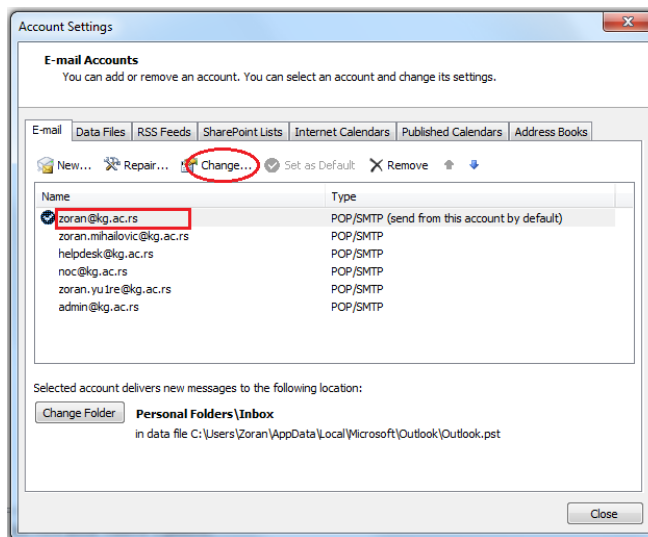 Account Settings
E-mail Accounts
You can add or remove an account. You can select an account and change its settings.
E-mail Data Files RSS Feeds SharePoint Lists Internet Calendars Published Calendars Address Books
New... Repair... Change... Set as Default Remove
Name Type
zoran@kg.ac.rs POP/SMTP (send from this account by default)
zoran.mihailovic@kg.ac.rs POP/SMTP
helpdesk@kg.ac.rs POP/SMTP
noc@kg.ac.rs POP/SMTP
zoran.yu1re@kg.ac.rs POP/SMTP
admin@kg.ac.rs POP/SMTP
Selected account delivers new messages to the following location:
Change Folder Personal Folders\Inbox
in data file C:\Users\Zoran\AppData\Local\Microsoft\Outlook\Outlook.pst
Close